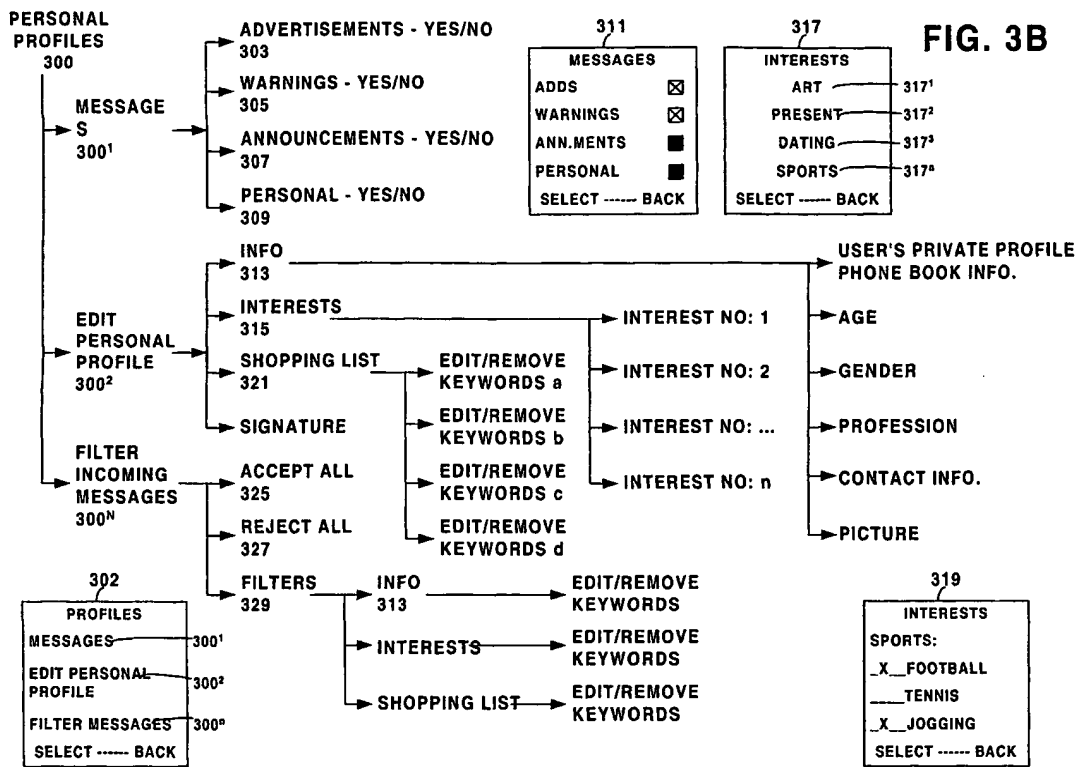 FIG. 3B
PERSONAL
PROFILES
300
MESSAGE
S
300¹
ADVERTISEMENTS - YES/NO
303
WARNINGS - YES/NO
305
ANNOUNCEMENTS - YES/NO
307
PERSONAL - YES/NO
309
311
MESSAGES
ADDS
WARNINGS
ANN.MENTS
PERSONAL
SELECT ------ BACK
317
INTERESTS
ART 317¹
PRESENT 317²
DATING 317³
SPORTS 317ⁿ
SELECT ------ BACK
EDIT
PERSONAL
PROFILE
300²
INFO
313
USER'S PRIVATE PROFILE
PHONE BOOK INFO.
AGE
GENDER
PROFESSION
CONTACT INFO.
PICTURE
INTERESTS
315
INTEREST NO: 1
INTEREST NO: 2
INTEREST NO: ...
INTEREST NO: n
SHOPPING LIST
321
EDIT/REMOVE
KEYWORDS a
EDIT/REMOVE
KEYWORDS b
EDIT/REMOVE
KEYWORDS c
EDIT/REMOVE
KEYWORDS d
SIGNATURE
FILTER
INCOMING
MESSAGES
300ᴺ
ACCEPT ALL
325
REJECT ALL
327
FILTERS
329
INFO
313
EDIT/REMOVE
KEYWORDS
INTERESTS
EDIT/REMOVE
KEYWORDS
SHOPPING LIST
EDIT/REMOVE
KEYWORDS
302
PROFILES
MESSAGES 300¹
EDIT PERSONAL
PROFILE 300²
FILTER MESSAGES 300ⁿ
SELECT ------ BACK
319
INTERESTS
SPORTS:
_X__FOOTBALL
____TENNIS
_X__JOGGING
SELECT ------ BACK